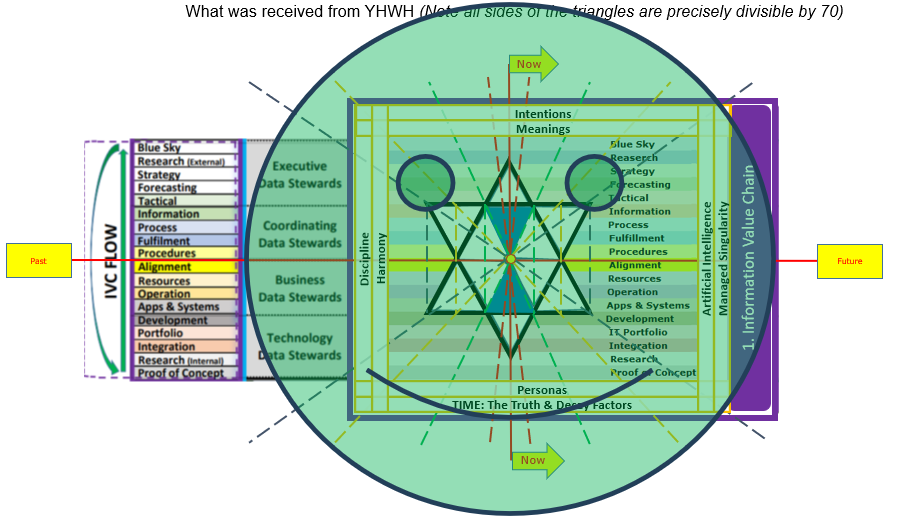 What was received from YHWH (Note all sides of the triangles are precisely divisible by 70)
Now
Intentions
Meanings
IVC FLOW
Blue Sky
Research (External)
Strategy
Forecasting
Tactical
Information
Process
Fulfilment
Procedures
Alignment
Resources
Operation
Apps & Systems
Development
Portfolio
Integration
Research (Internal)
Proof of Concept
Executive
Data Stewards
Coordinating
Data Stewards
Business
Data Stewards
Technology
Data Stewards
Past
Discipline
Harmony
Blue Sky
Reaserch
Strategy
Forecasting
Tactical
Information
Process
Fulfillment
Procedures
Alignment
Resources
Operation
Apps & Systems
Development
IT Portfolio
Integration
Research
Proof of Concept
Artificial Intelligence
Managed Singularity
1. Information Value Chain
Future
Personas
TIME: The Truth & Decay Factors
Now